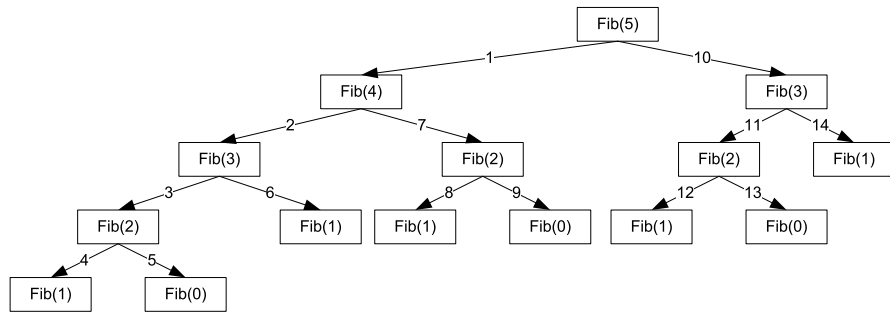 Fib(5)
1 10
Fib(4) Fib(3)
2 7 11 14
Fib(3) Fib(2) Fib(2) Fib(1)
3 6 8 9 12 13
Fib(2) Fib(1) Fib(1) Fib(0) Fib(1) Fib(0)
4 5
Fib(1) Fib(0)